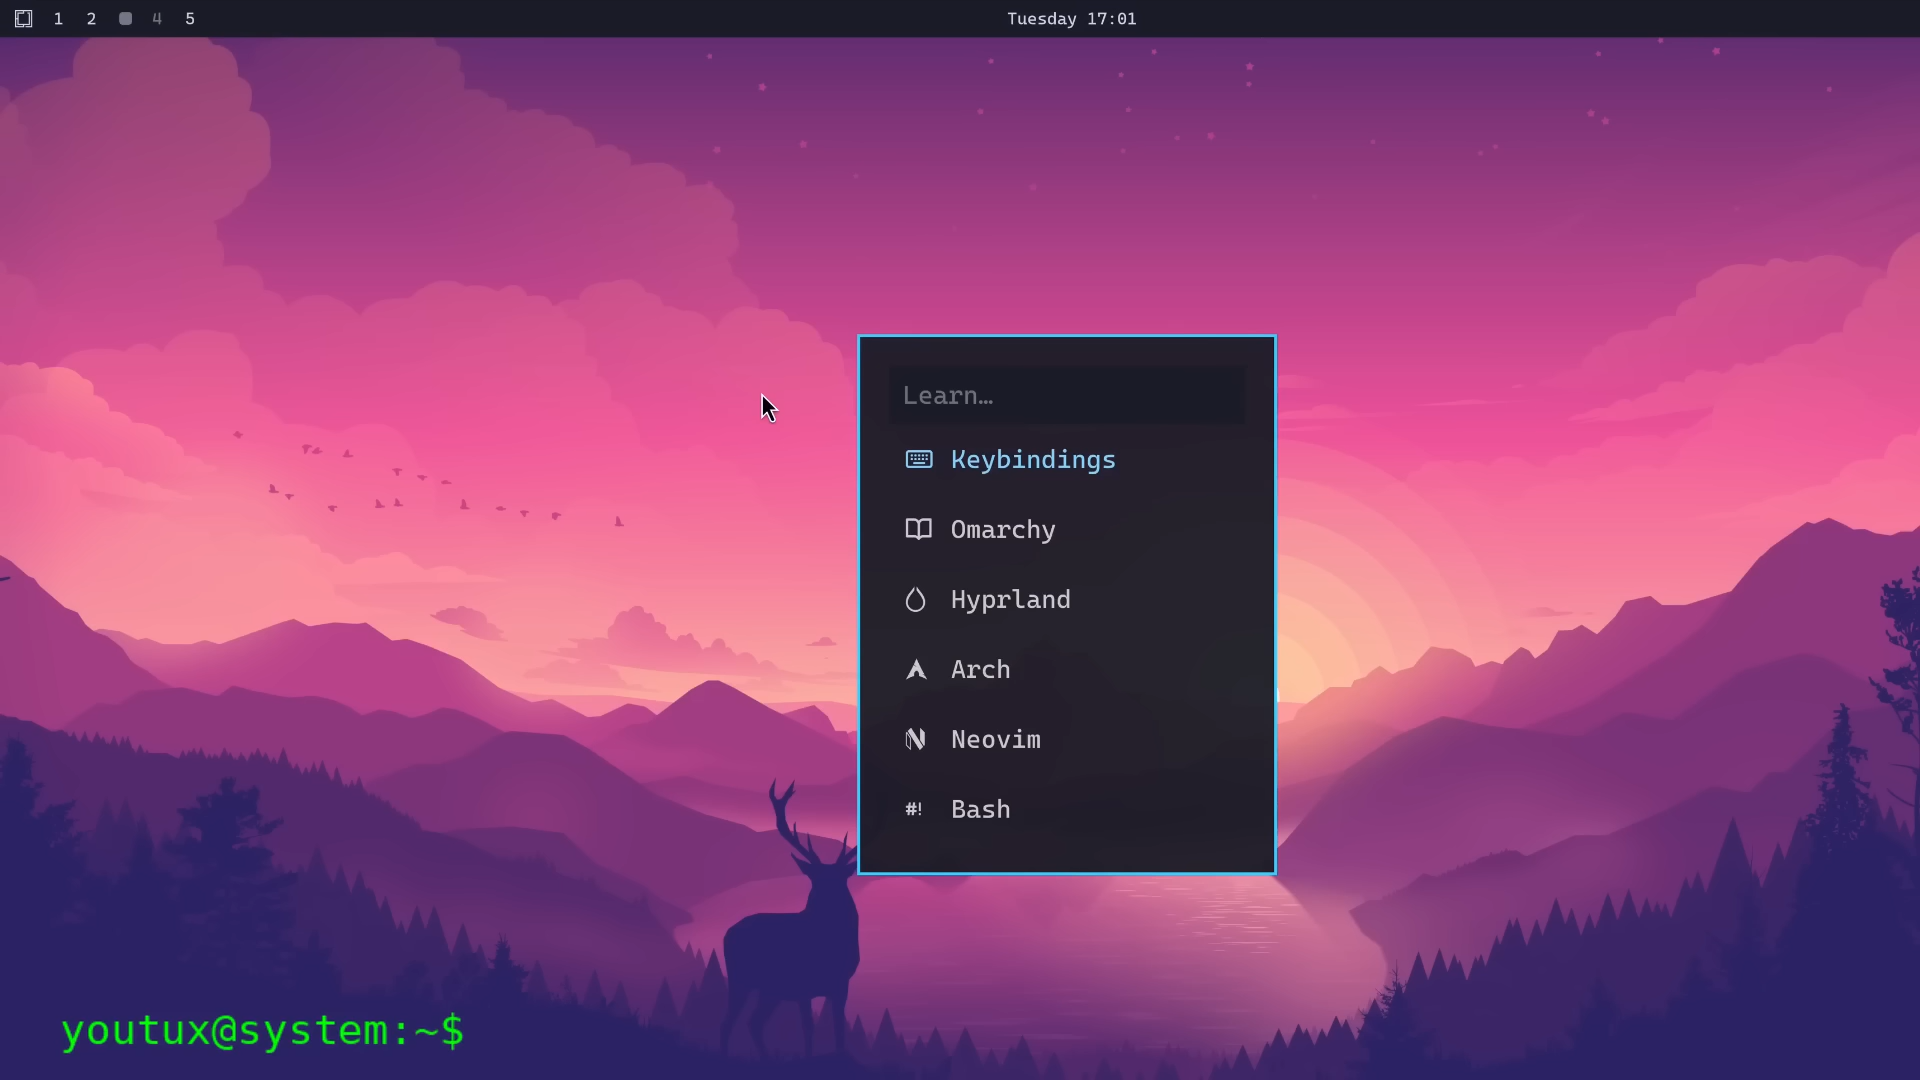 1 2 4 5
Tuesday 17:01
Learn…
Keybindings
Omarchy
Hyprland
Arch
Neovim
#! Bash
youtux@system:~$